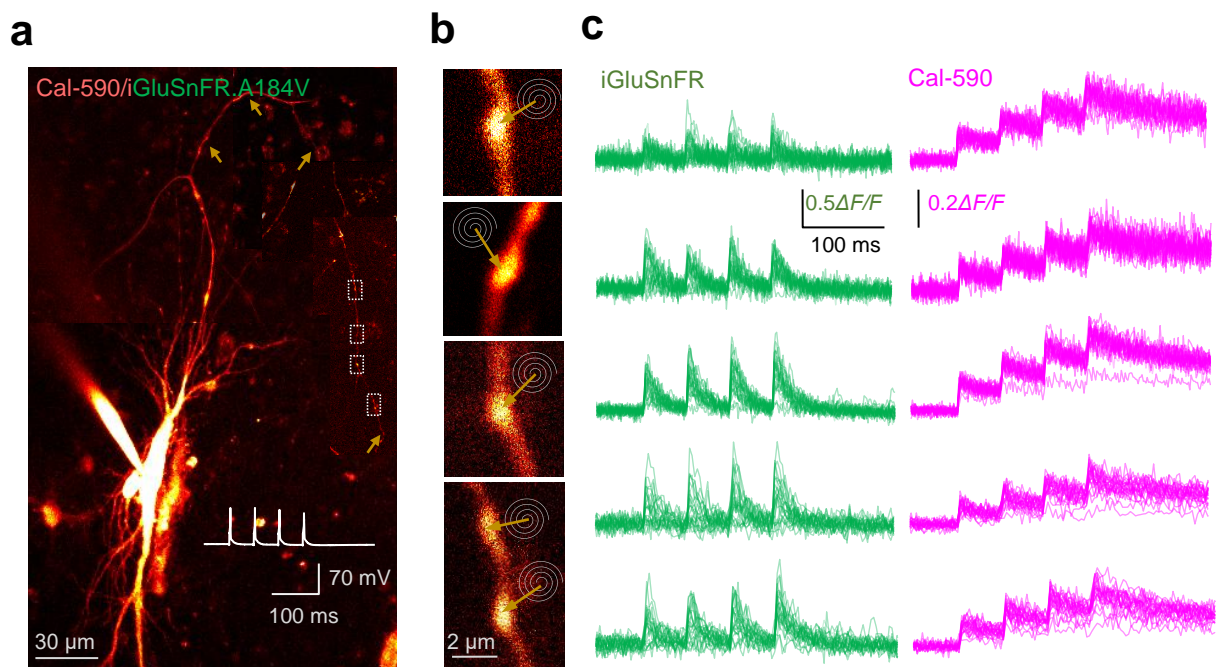 a
b
c
Cal-590/iGluSnFR.A184V
iGluSnFR
Cal-590
0.5ΔF/F
0.2ΔF/F
100 ms
70 mV
100 ms
30 µm
2 µm